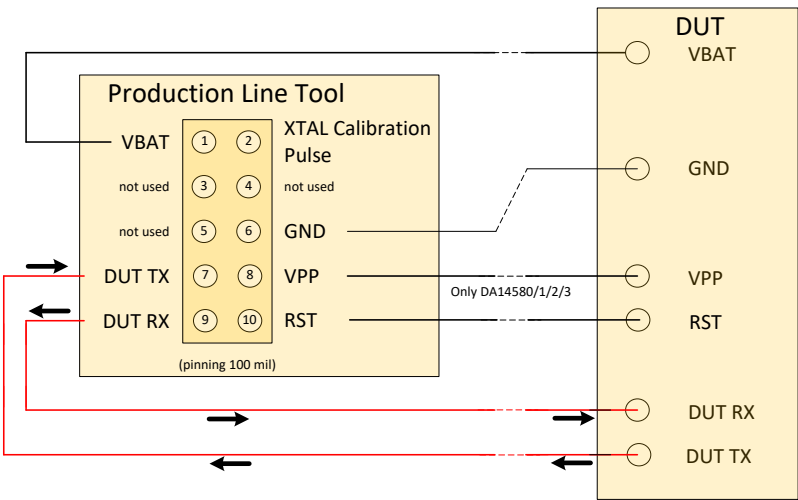 DUT
VBAT
Production Line Tool
VBAT 1 2 XTAL Calibration
Pulse
not used 3 4 not used
GND
not used 5 6 GND
DUT TX 7 8 VPP
Only DA14580/1/2/3
VPP
DUT RX 9 10 RST
RST
(pinning 100 mil)
DUT RX
DUT TX